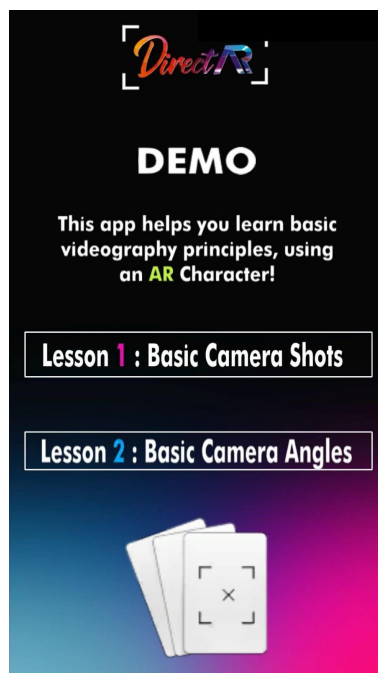 DirectAR
DEMO
This app helps you learn basic
videography principles, using
an AR Character!
Lesson 1 : Basic Camera Shots
Lesson 2 : Basic Camera Angles